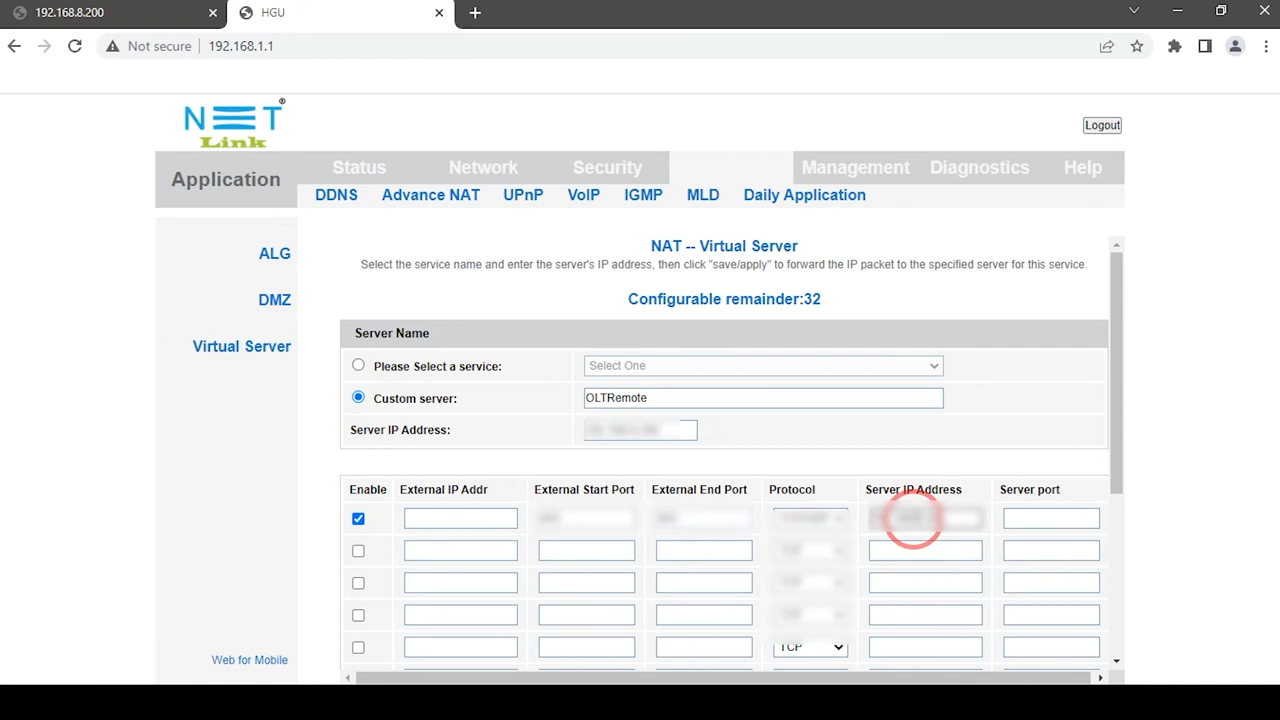 192.168.8.200
HGU
Not secure
192.168.1.1
NET
Link
®
Logout
Application
Status Network Security Management Diagnostics Help
DDNS Advance NAT UPnP VoIP IGMP MLD Daily Application
ALG
DMZ
Virtual Server
Web for Mobile
NAT -- Virtual Server
Select the service name and enter the server's IP address, then click "save/apply" to forward the IP packet to the specified server for this service.
Configurable remainder:32
Server Name
Please Select a service: Select One
Custom server: OLTRemote
Server IP Address:
Enable External IP Addr External Start Port External End Port Protocol Server IP Address Server port
TCP